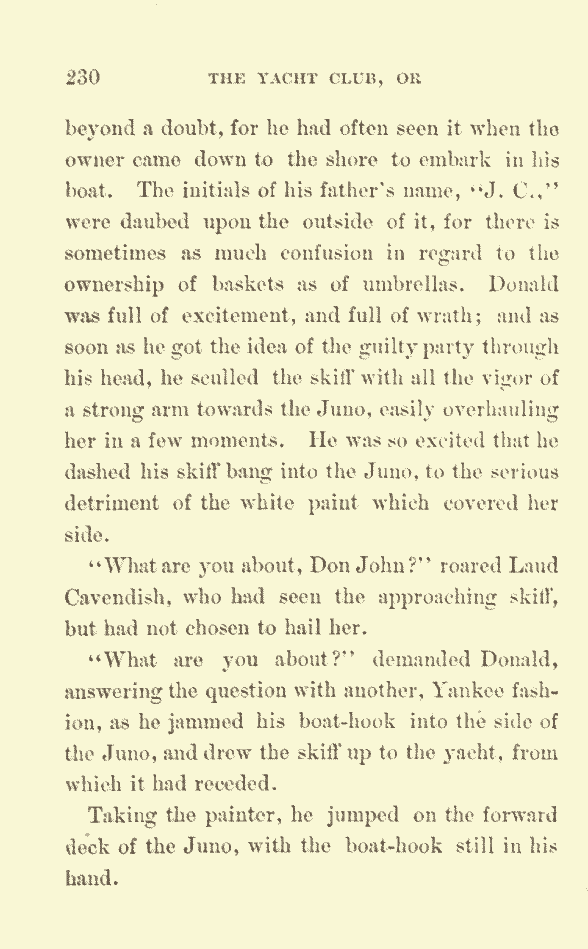 230 THE YACHT CLUB, OR
beyond a doubt, for he had often seen it when the
owner came down to the shore to embark in his
boat. The initials of his father's name, “J. C.,”
were daubed upon the outside of it, for there is
sometimes as much confusion in regard to the
ownership of baskets as of umbrellas. Donald
was full of excitement, and full of wrath; and as
soon as he got the idea of the guilty party through
his head, he sculled the skiff with all the vigor of
a strong arm towards the Juno, easily overhauling
her in a few moments. He was so excited that he
dashed his skiff bang into the Juno, to the serious
detriment of the white paint which covered her
side.
“What are you about, Don John?” roared Laud
Cavendish, who had seen the approaching skiff,
but had not chosen to hail her.
“What are you about?” demanded Donald,
answering the question with another, Yankee fash-
ion, as he jammed his boat-hook into the side of
the Juno, and drew the skiff up to the yacht, from
which it had receded.
Taking the painter, he jumped on the forward
deck of the Juno, with the boat-hook still in his
hand.